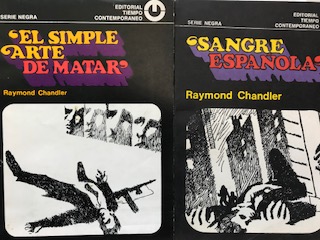 SERIE NEGRA
EDITORIAL
TIEMPO
CONTEMPORANEO
'EL SIMPLE
ARTE
DE MATAR'
Raymond Chandler
SERIE NEGRA
EDITORIAL
TIEMPO
CONTEMPORANEO
'SANGRE
ESPAÑOLA'
Raymond Chandler